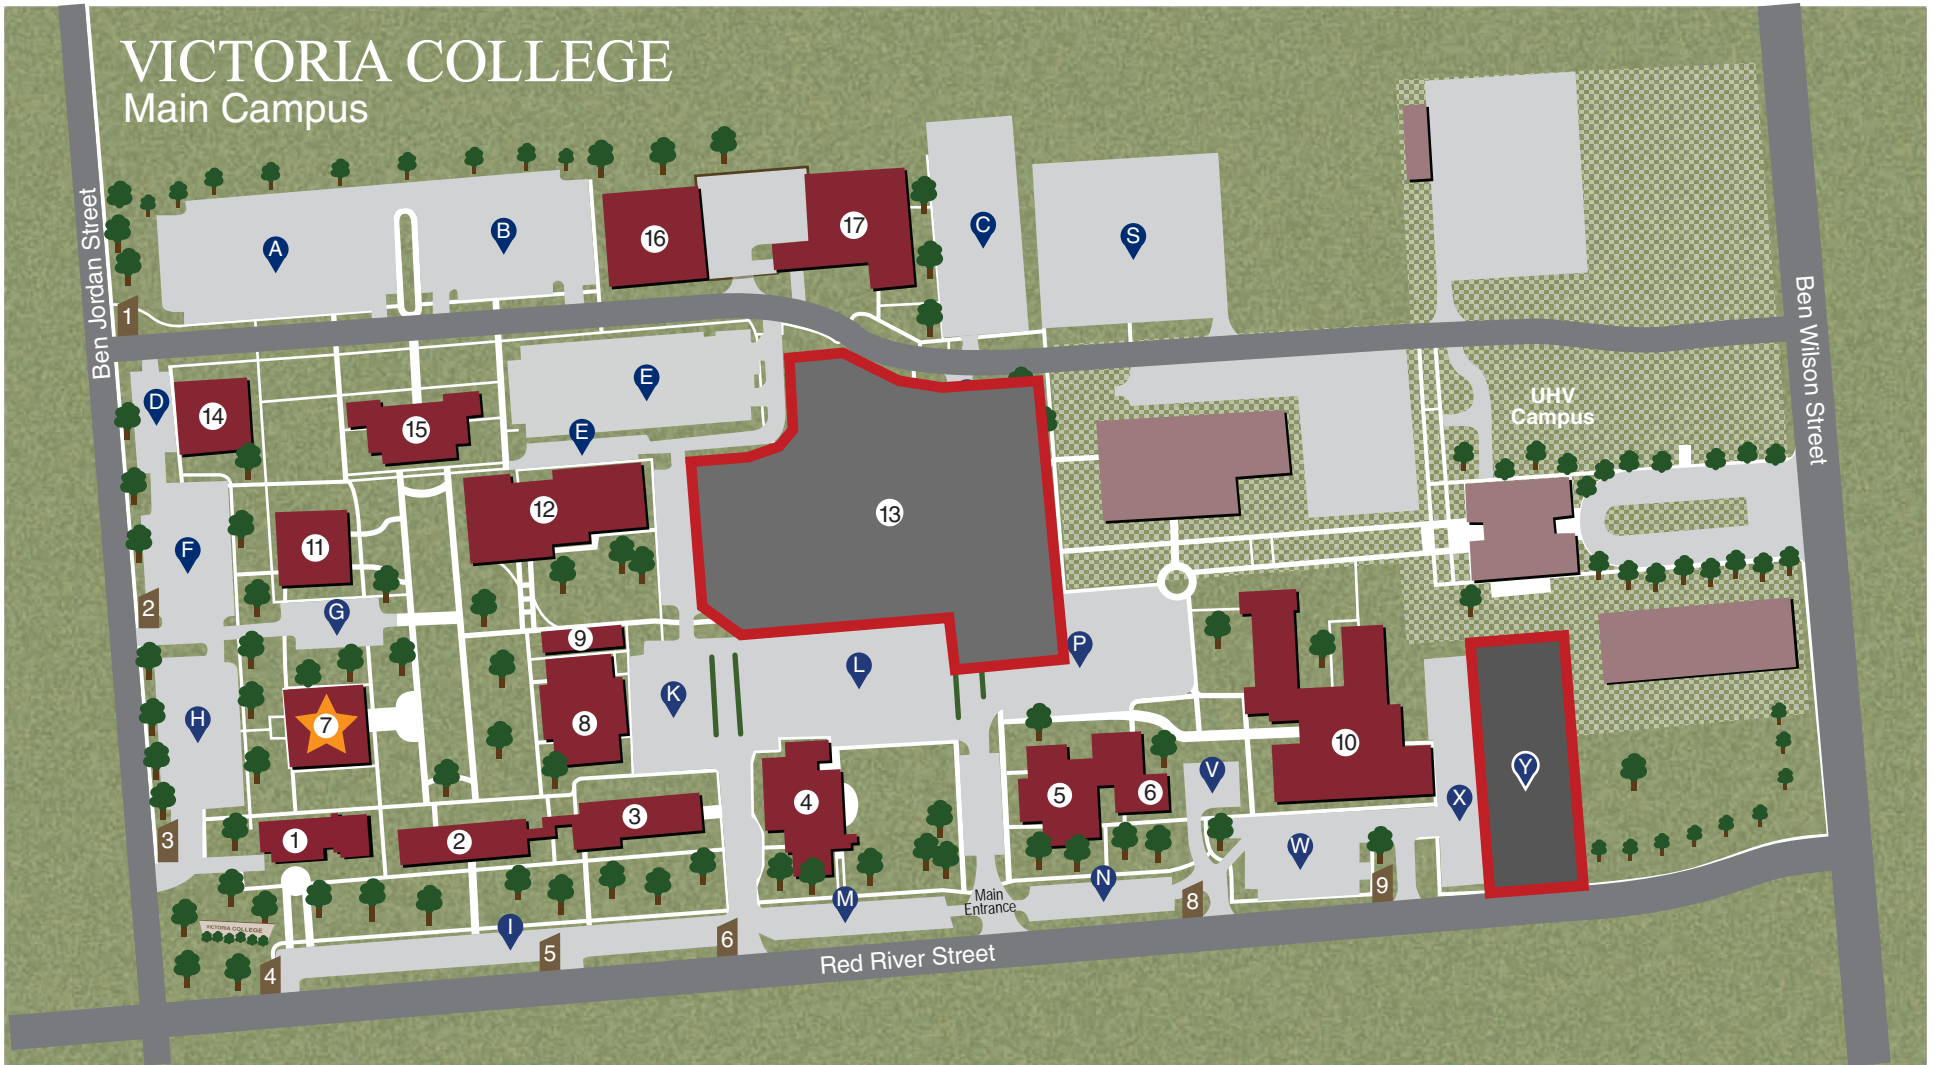 VICTORIA COLLEGE
Main Campus
Ben Jordan Street
Ben Wilson Street
A
B
16
17
C
S
1
D
14
15
E
E
UHV
Campus
12
13
11
F
2
G
9
L
P
K
H
7
8
10
V
Y
5
6
X
4
3
1
2
3
W
N
9
8
M
Main
Entrance
VICTORIA COLLEGE
I
5
6
4
Red River Street